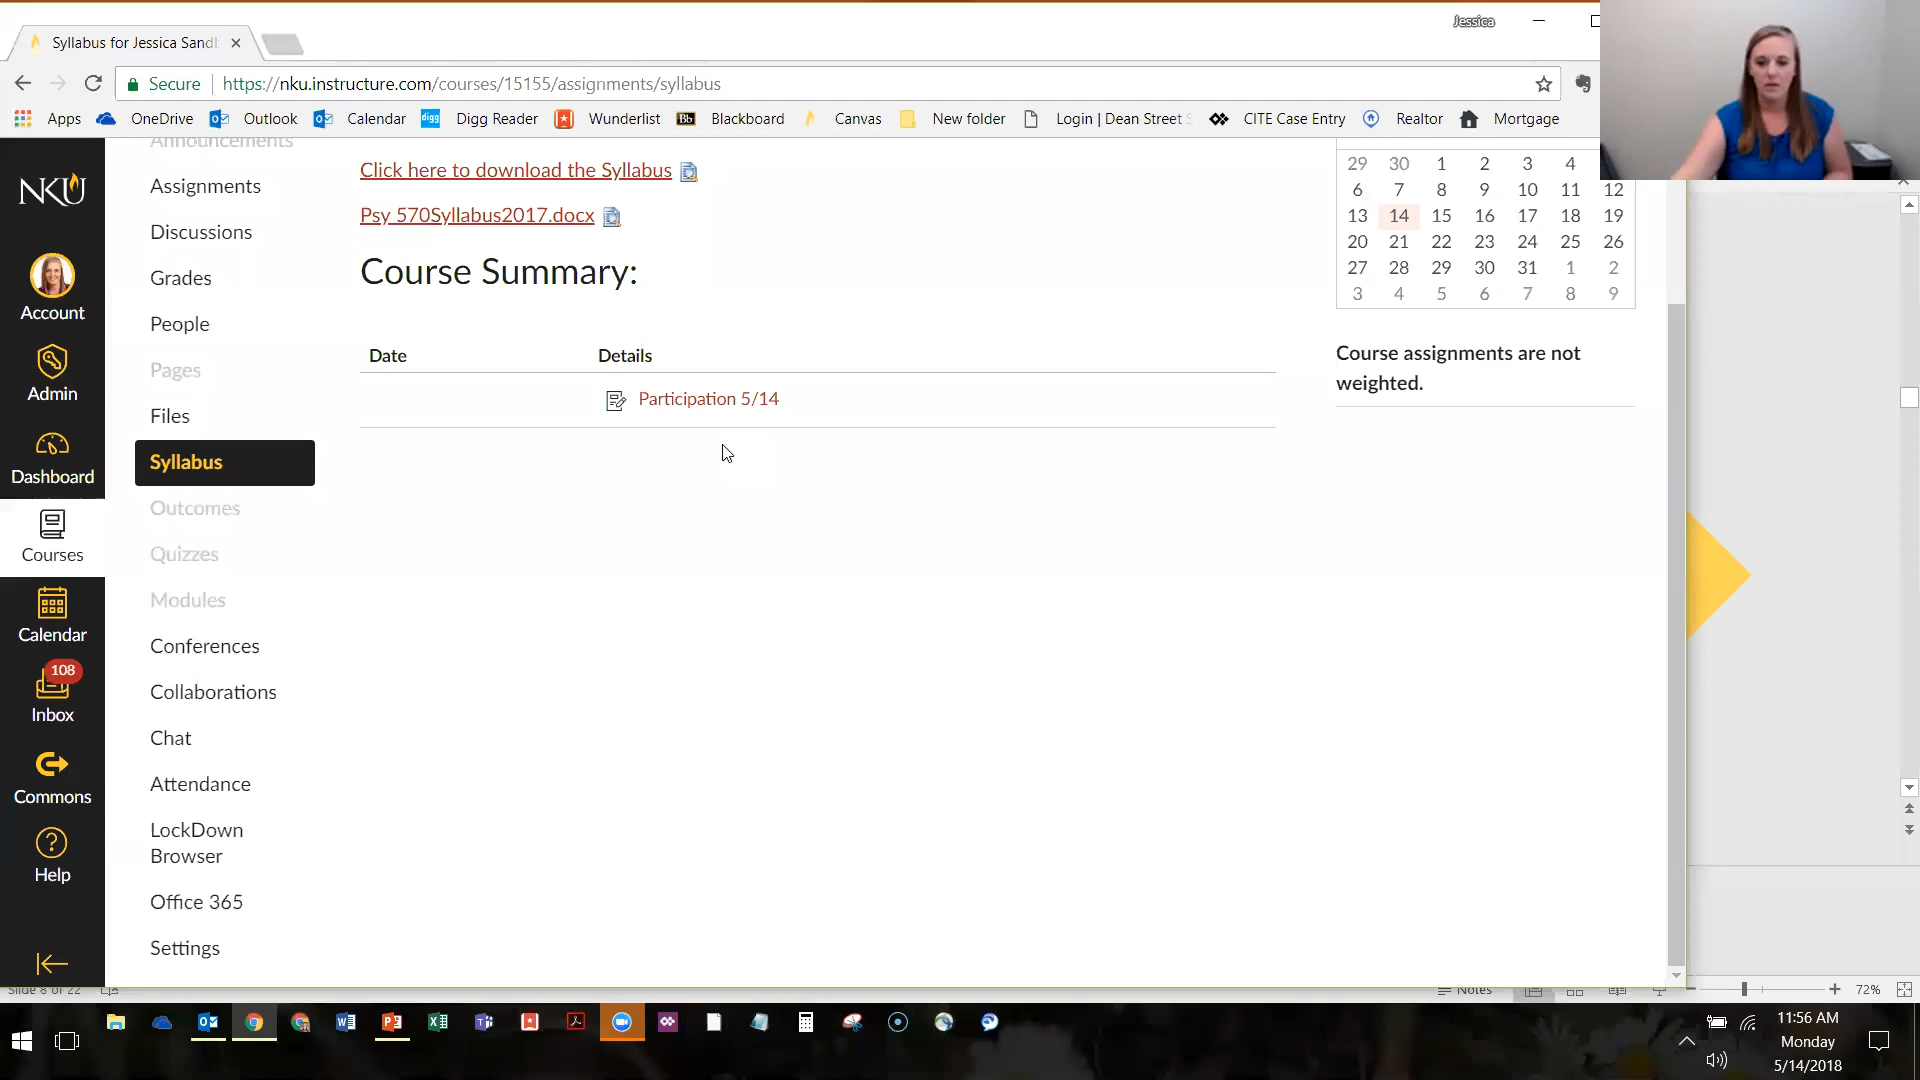 Jessica
Syllabus for Jessica Sandl
Secure https://nku.instructure.com/courses/15155/assignments/syllabus
Apps OneDrive Outlook Calendar digg Digg Reader Wunderlist Bb Blackboard Canvas New folder Login | Dean Street S CITE Case Entry Realtor Mortgage
NKU
Account
Admin
Dashboard
Courses
Calendar
108
Inbox
Commons
Help
Announcements
Assignments
Discussions
Grades
People
Pages
Files
Syllabus
Outcomes
Quizzes
Modules
Conferences
Collaborations
Chat
Attendance
LockDown
Browser
Office 365
Settings
Click here to download the Syllabus
Psy 570Syllabus2017.docx
Course Summary:
Date Details
Participation 5/14
29 30 1 2 3 4
6 7 8 9 10 11 12
13 14 15 16 17 18 19
20 21 22 23 24 25 26
27 28 29 30 31 1 2
3 4 5 6 7 8 9
Course assignments are not
weighted.
Slide 8 of 22
Notes
72%
11:56 AM
Monday
5/14/2018